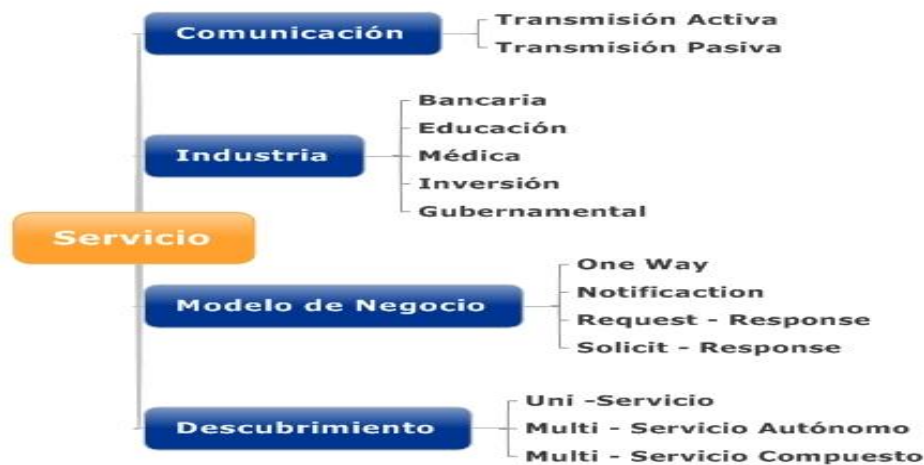 Comunicación
Transmisión Activa
Transmisión Pasiva
Industria
Bancaria
Educación
Médica
Inversión
Gubernamental
Servicio
Modelo de Negocio
One Way
Notificaction
Request - Response
Solicit - Response
Descubrimiento
Uni -Servicio
Multi - Servicio Autónomo
Multi - Servicio Compuesto